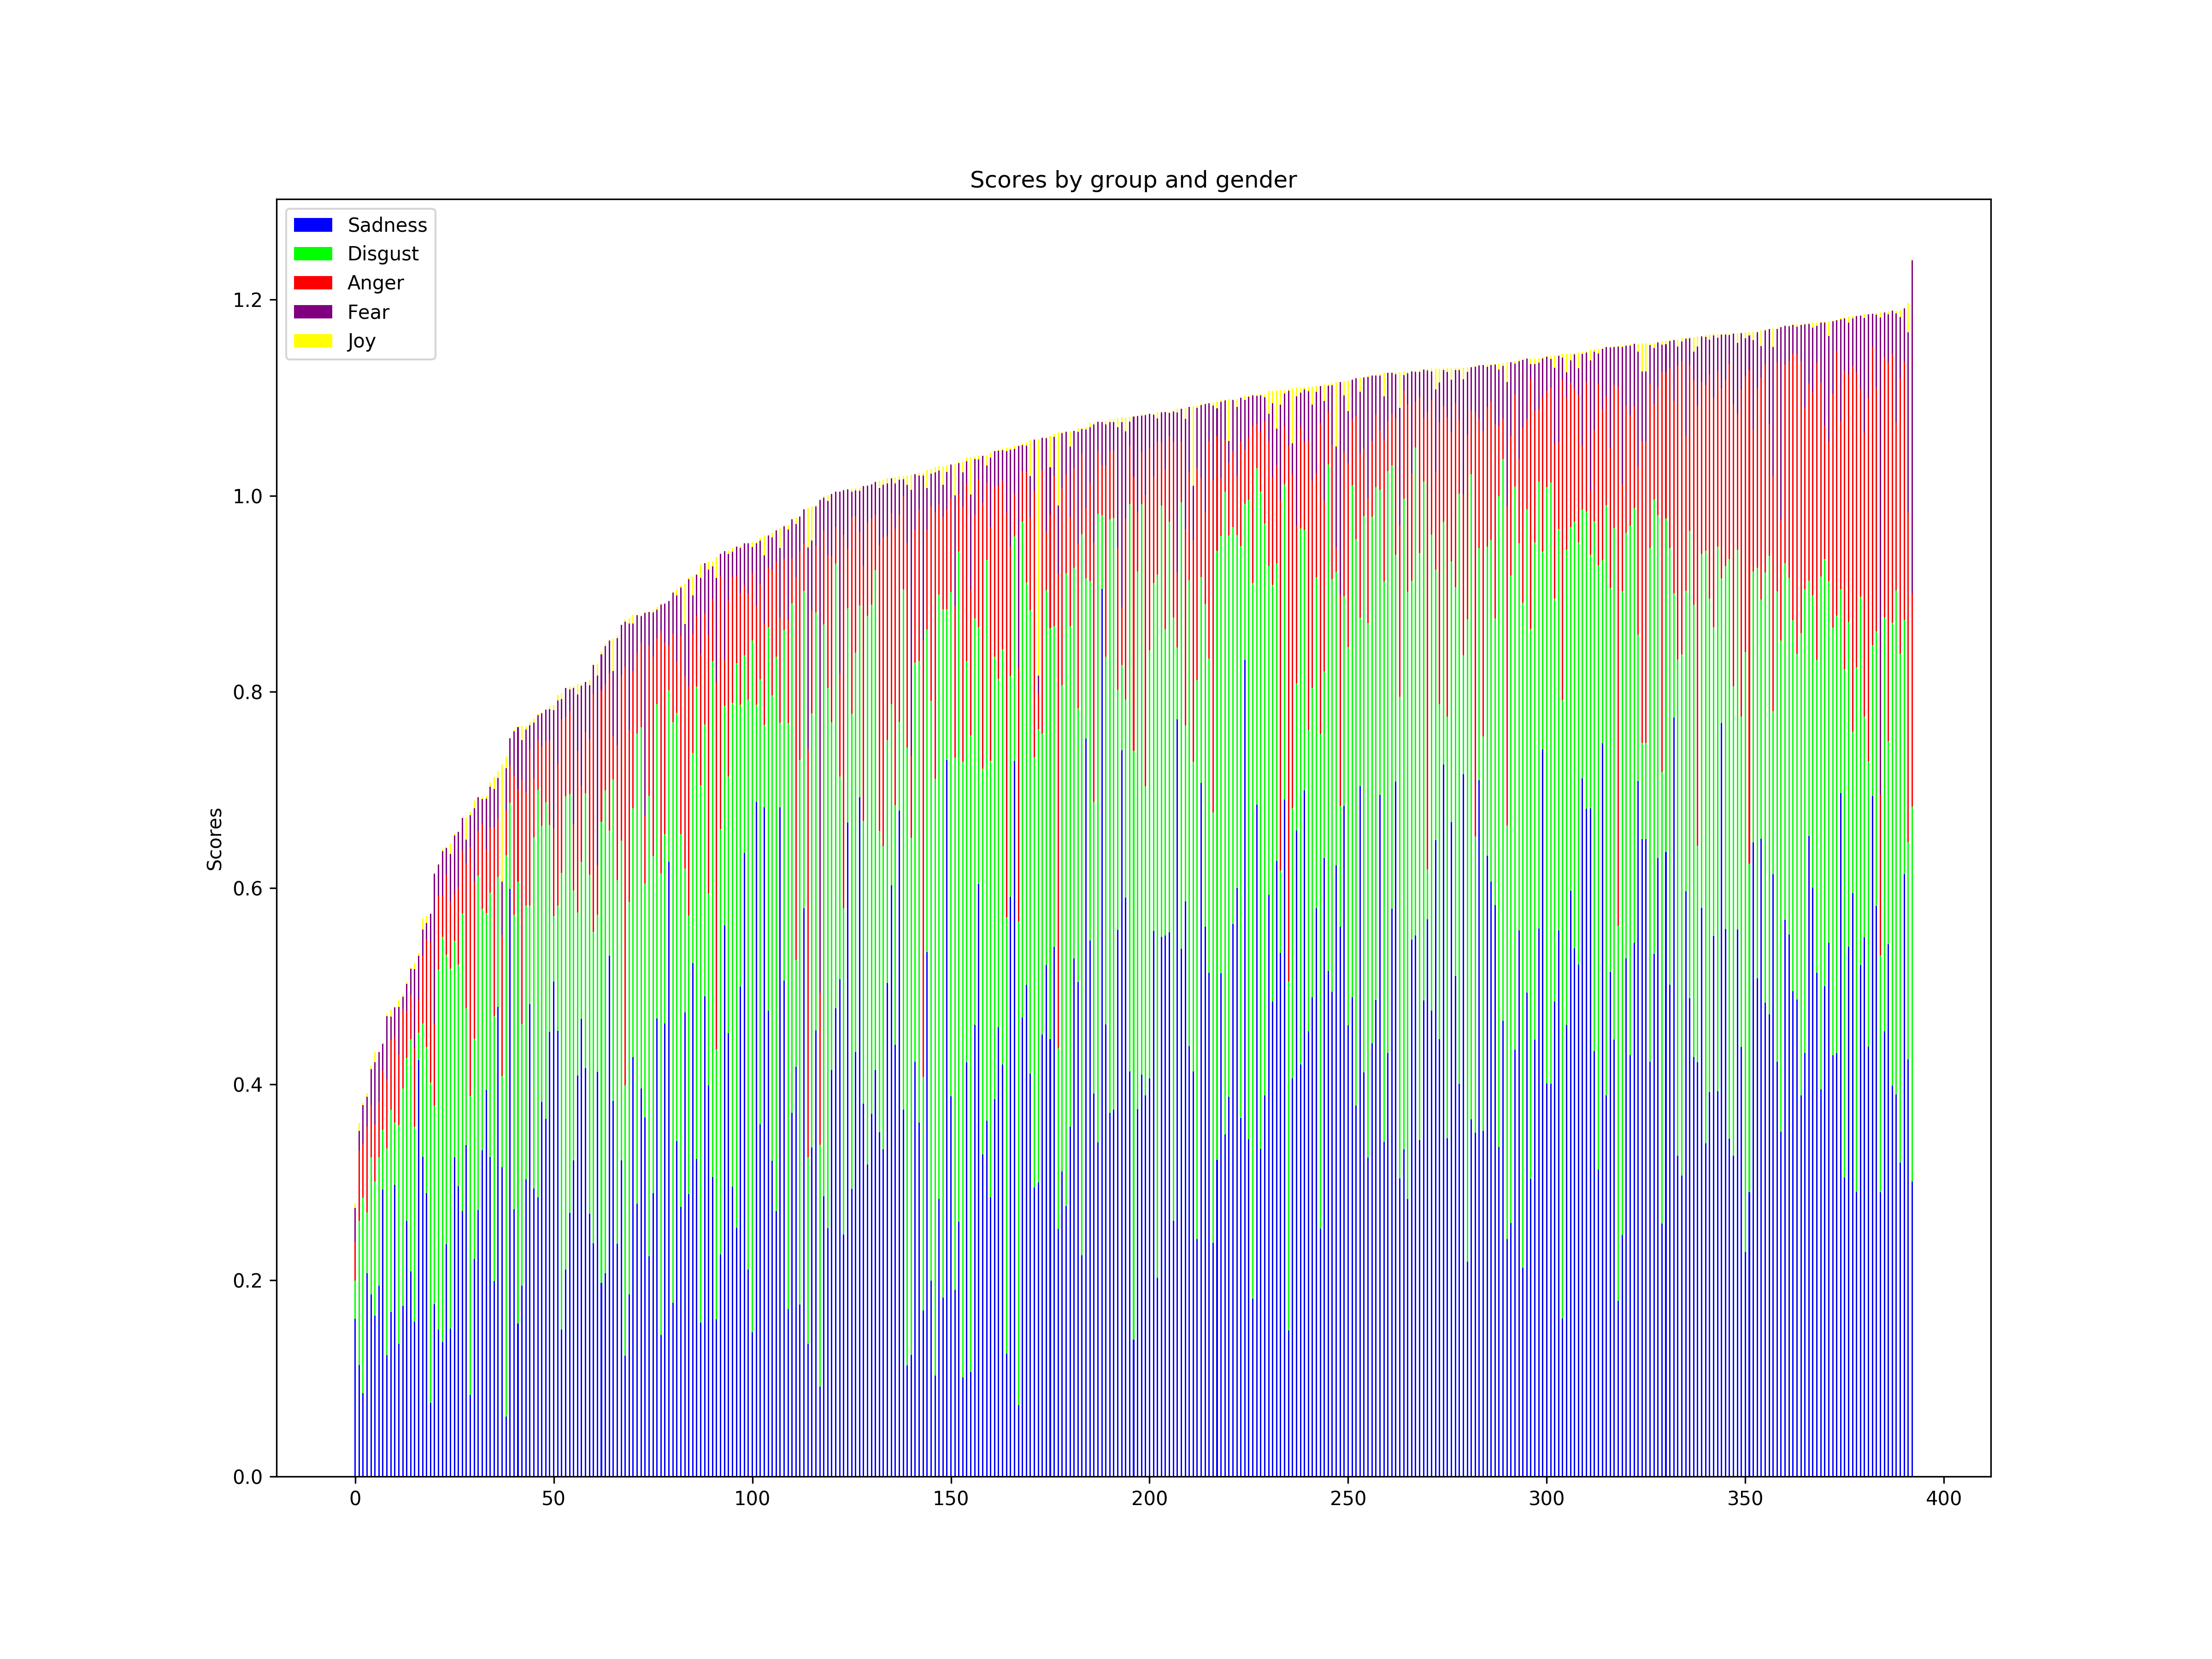 Scores by group and gender
Sadness
Disgust
Anger
Fear
Joy
Scores
1.2
1.0
0.8
0.6
0.4
0.2
0.0
0 50 100 150 200 250 300 350 400